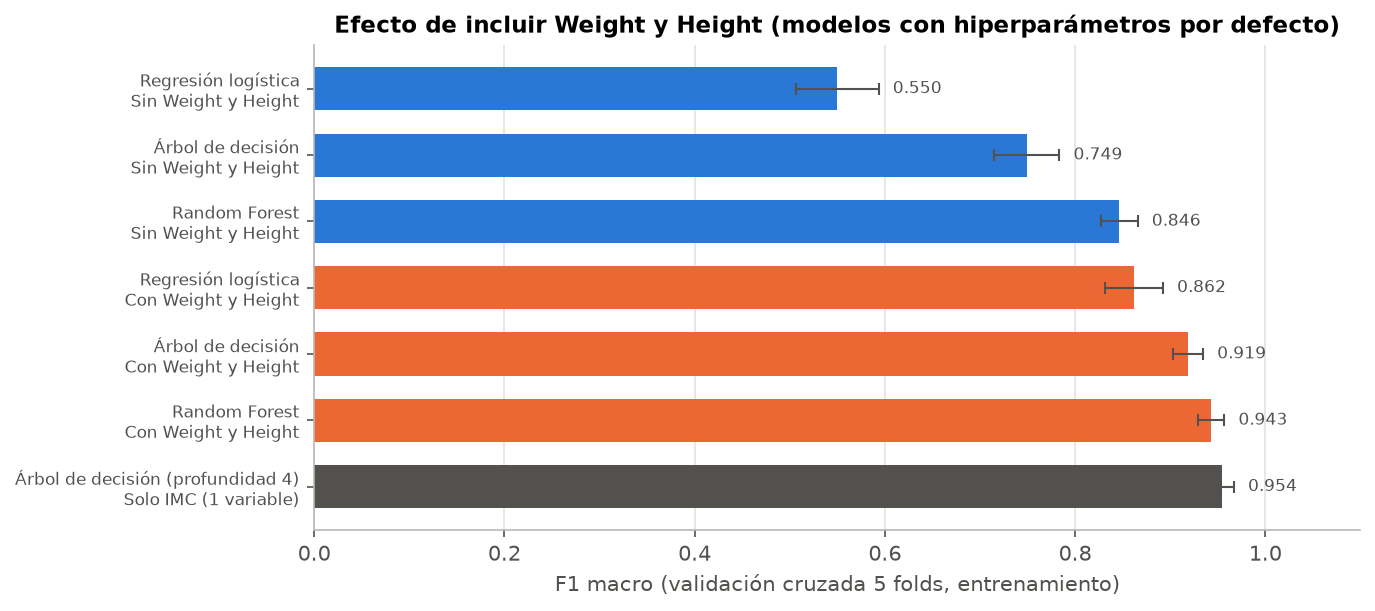 Efecto de incluir Weight y Height (modelos con hiperparámetros por defecto)
Regresión logística
Sin Weight y Height
0.550
Árbol de decisión
Sin Weight y Height
0.749
Random Forest
Sin Weight y Height
0.846
Regresión logística
Con Weight y Height
0.862
Árbol de decisión
Con Weight y Height
0.919
Random Forest
Con Weight y Height
0.943
Árbol de decisión (profundidad 4)
Solo IMC (1 variable)
0.954
0.0 0.2 0.4 0.6 0.8 1.0
F1 macro (validación cruzada 5 folds, entrenamiento)